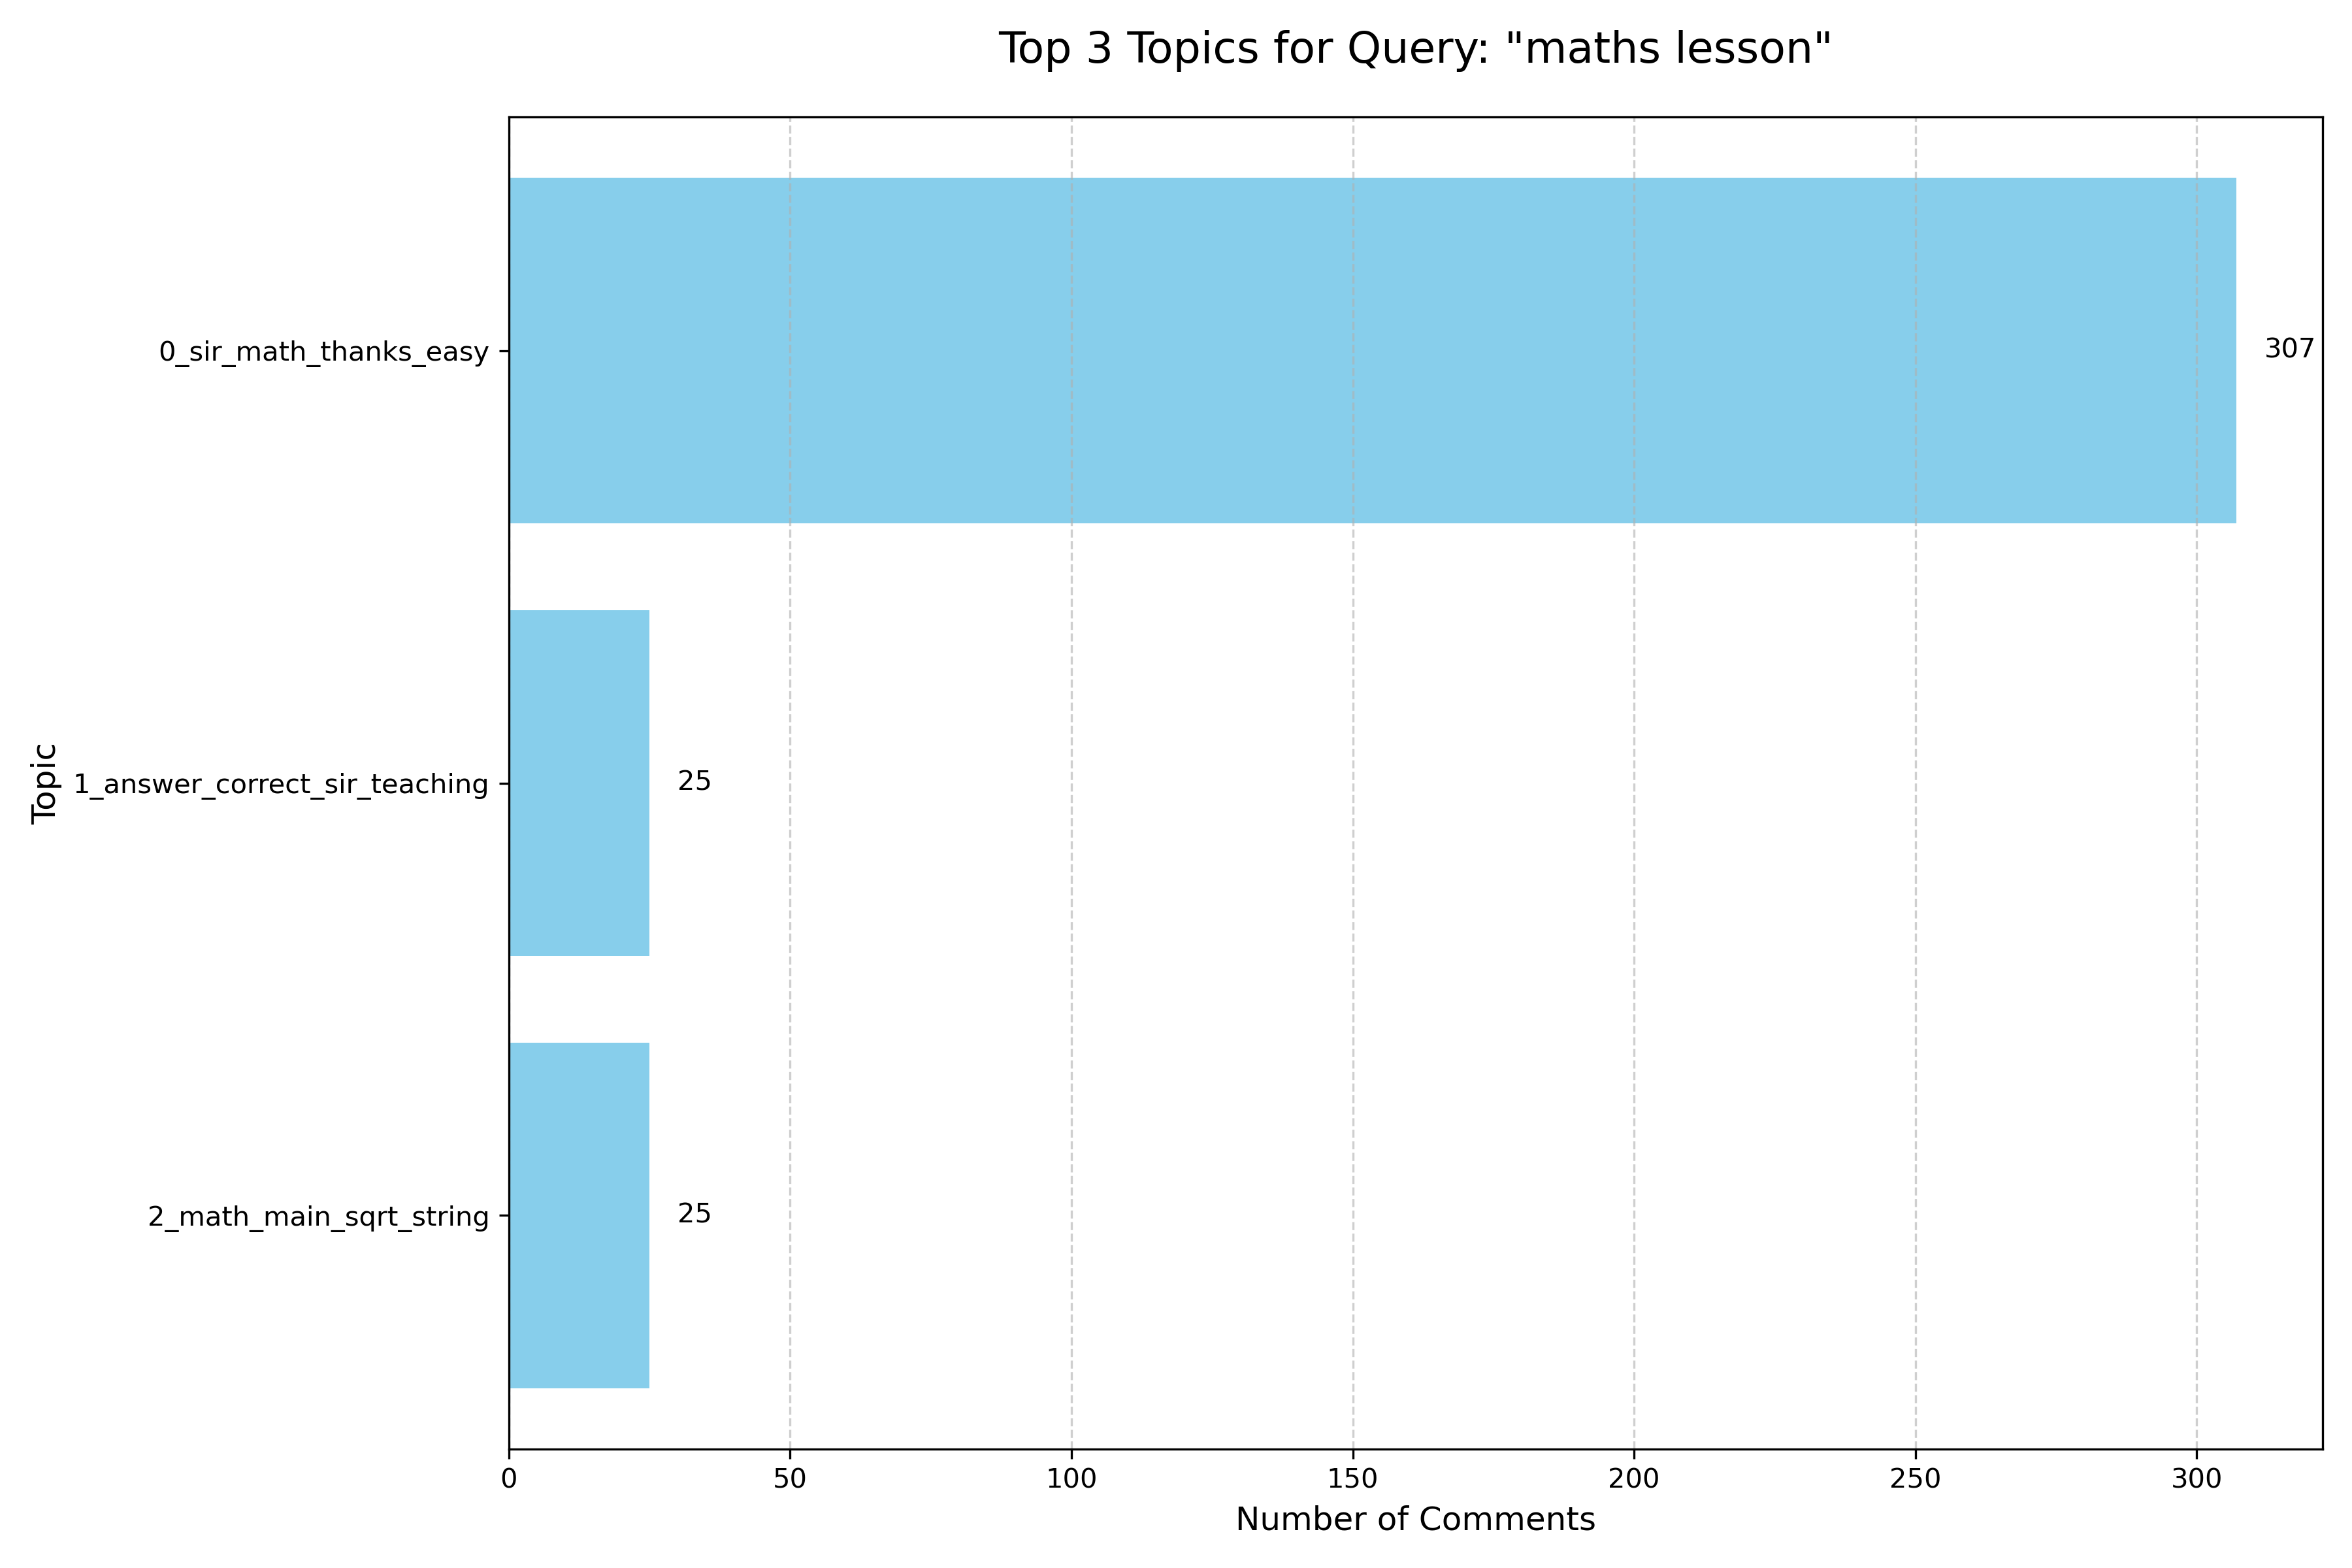 Top 3 Topics for Query: "maths lesson"
0_sir_math_thanks_easy
307
1_answer_correct_sir_teaching
25
2_math_main_sqrt_string
25
Topic
0 50 100 150 200 250 300
Number of Comments